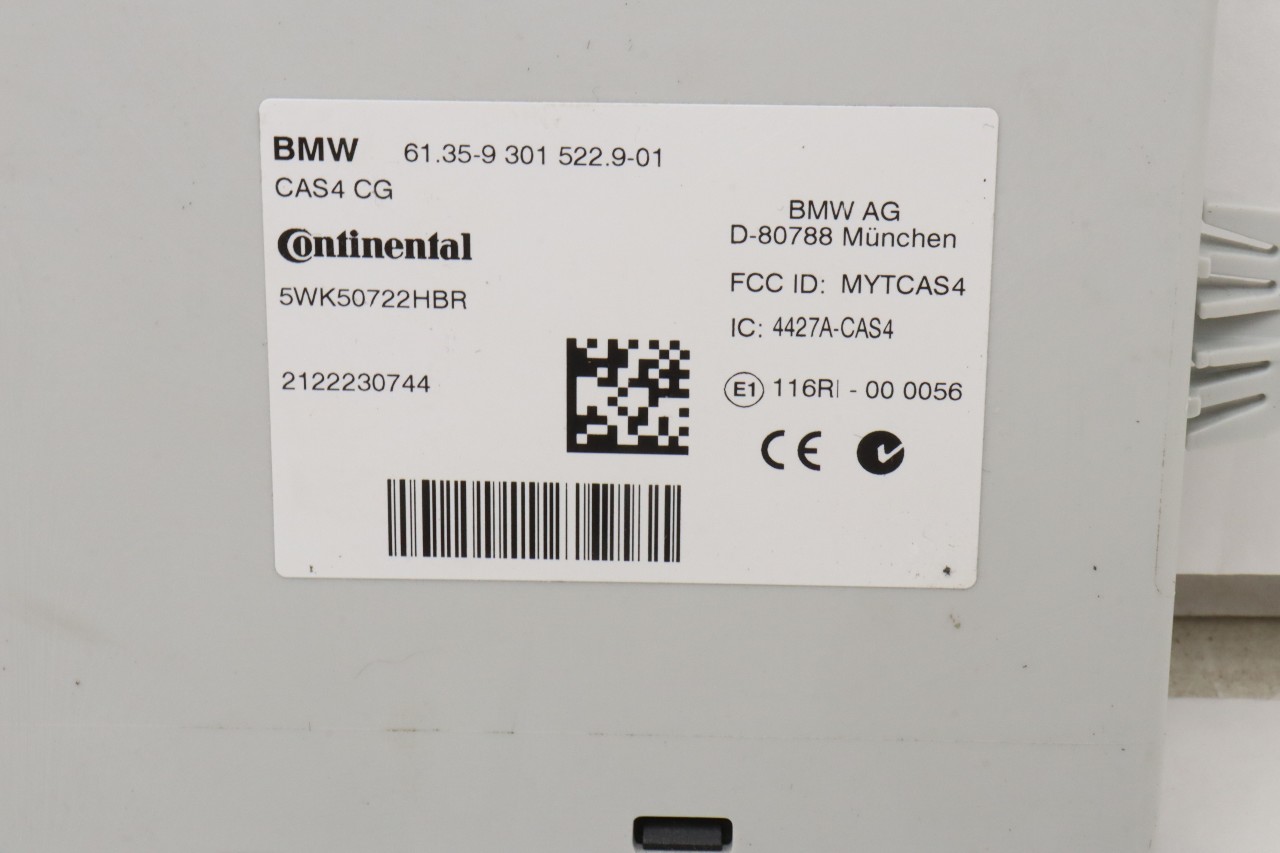 BMW 61.35-9 301 522.9-01
CAS4 CG
Continental
5WK50722HBR
2122230744
BMW AG
D-80788 München
FCC ID: MYTCAS4
IC: 4427A-CAS4
E1 116RI - 00 0056
CE